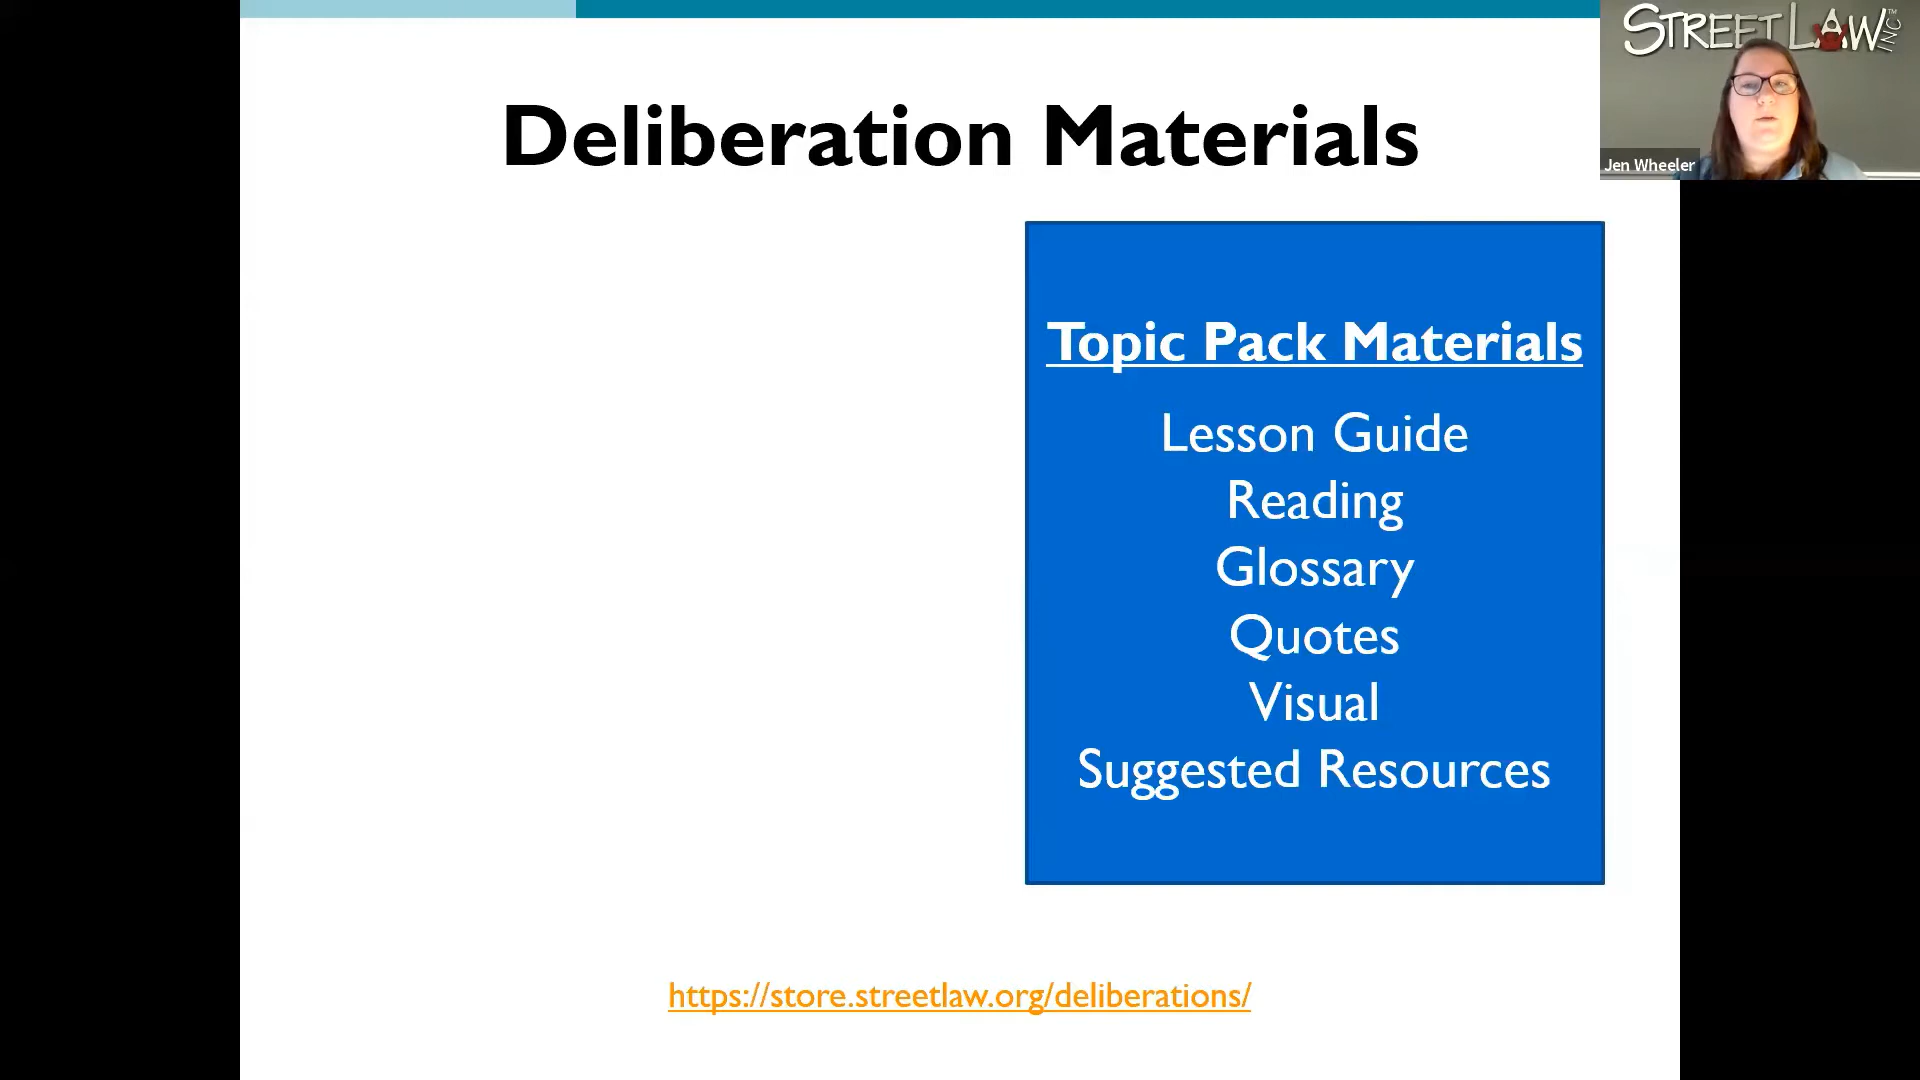 STREET LAW INC
Jen Wheeler
Deliberation Materials
Topic Pack Materials
Lesson Guide
Reading
Glossary
Quotes
Visual
Suggested Resources
https://store.streetlaw.org/deliberations/